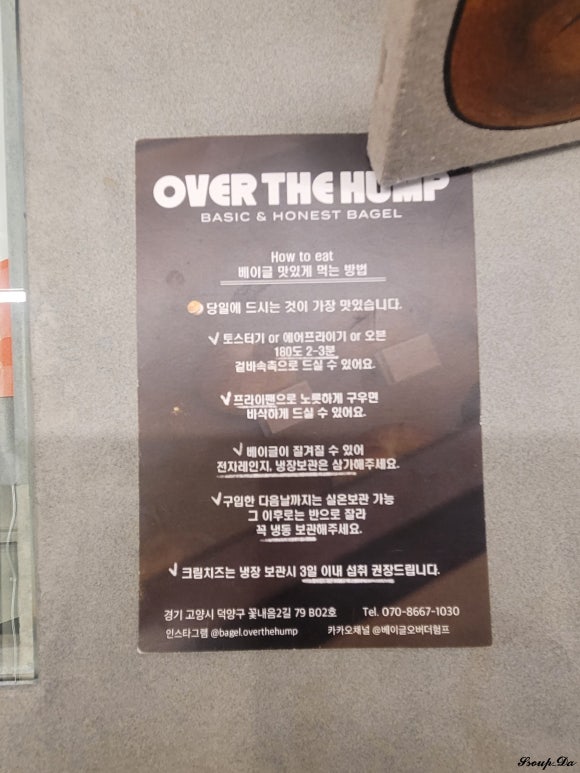 OVER THE HUMP
BASIC & HONEST BAGEL
How to eat
베이글 맛있게 먹는 방법
당일에 드시는 것이 가장 맛있습니다.
토스터기 or 에어프라이기 or 오븐
180도 2-3분
겉바속촉으로 드실 수 있어요.
프라이팬으로 노릇하게 구우면
바삭하게 드실 수 있어요.
베이글이 질겨질 수 있어
전자레인지, 냉장보관은 삼가해주세요.
구입한 다음날까지는 실온보관 가능
그 이후로는 반으로 잘라
꼭 냉동 보관해주세요.
크림치즈는 냉장 보관시 3일 이내 섭취 권장드립니다.
경기 고양시 덕양구 꽃내음2길 79 B02호 Tel. 070-8667-1030
인스타그램 @bagel.overthehump 카카오채널 @베이글오버더험프
Ssoup_Da